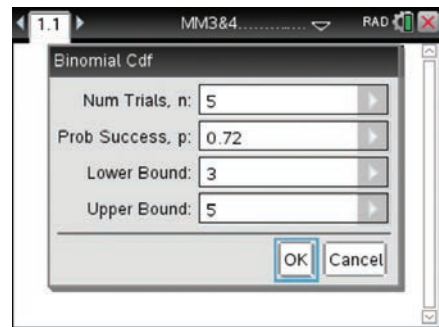 1.1 MM3&4............ RAD
Binomial Cdf
Num Trials, n: 5
Prob Success, p: 0.72
Lower Bound: 3
Upper Bound: 5
OK Cancel